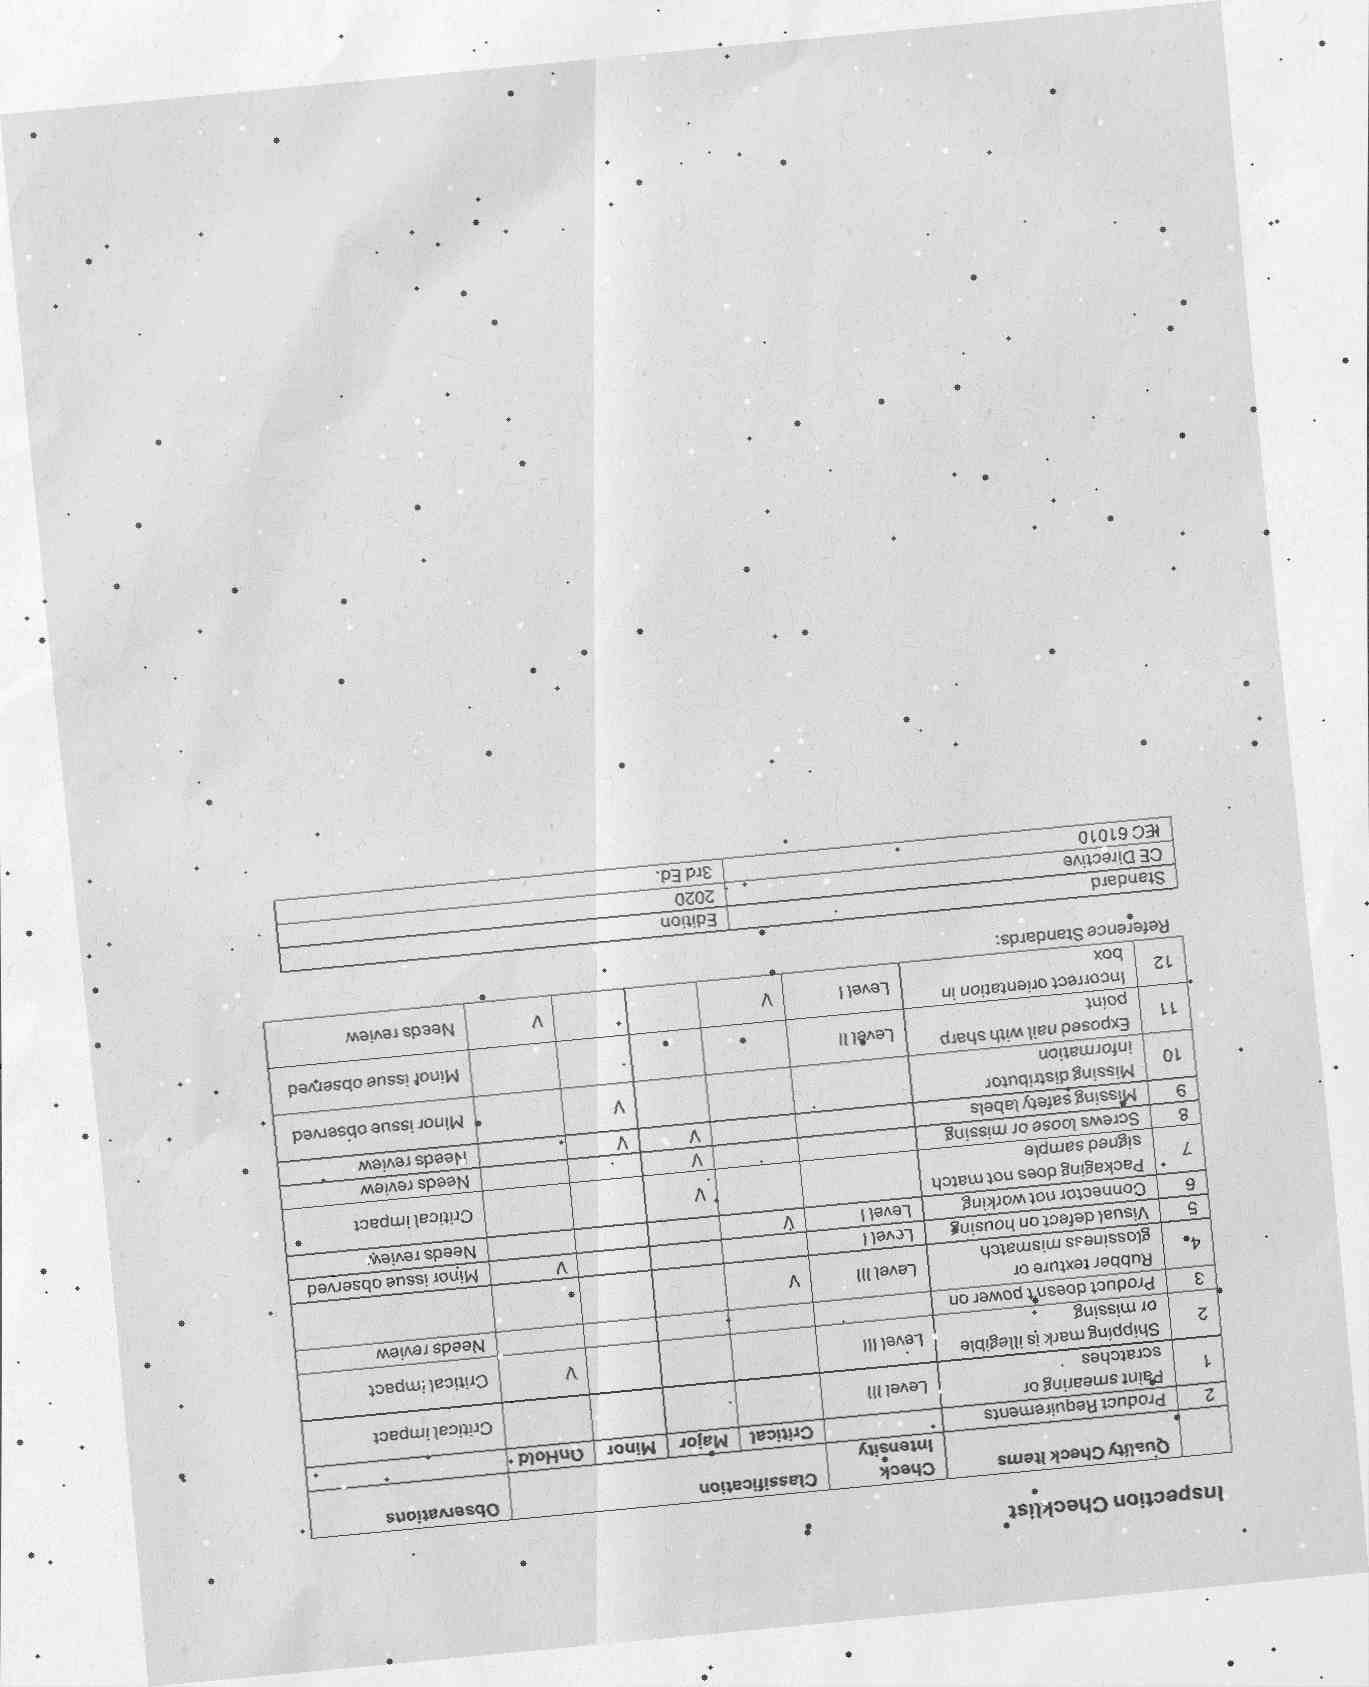 Inspection Checklist
Quality Check Items Check Intensity Classification Observations
Critical Major Minor OnHold
2 Product Requirements
1 Paint smearing or scratches Level III Critical impact
2 Shipping mark is illegible or missing Level III V Critical impact
3 Product doesn't power on Needs review
4 Rubber texture or glossiness mismatch Level III V
5 Visual defect on housing Level I V Minor issue observed
6 Connector not working Level I V Needs review
7 Packaging does not match signed sample V Critical impact
8 Screws loose or missing V Needs review
9 Missing safety labels V V Needs review
10 Missing distributor information V Minor issue observed
11 Exposed nail with sharp point Level II Minor issue observed
12 Incorrect orientation in box Level I V V Needs review
Reference Standards:
Standard Edition
CE Directive 2020
IEC 61010 3rd Ed.